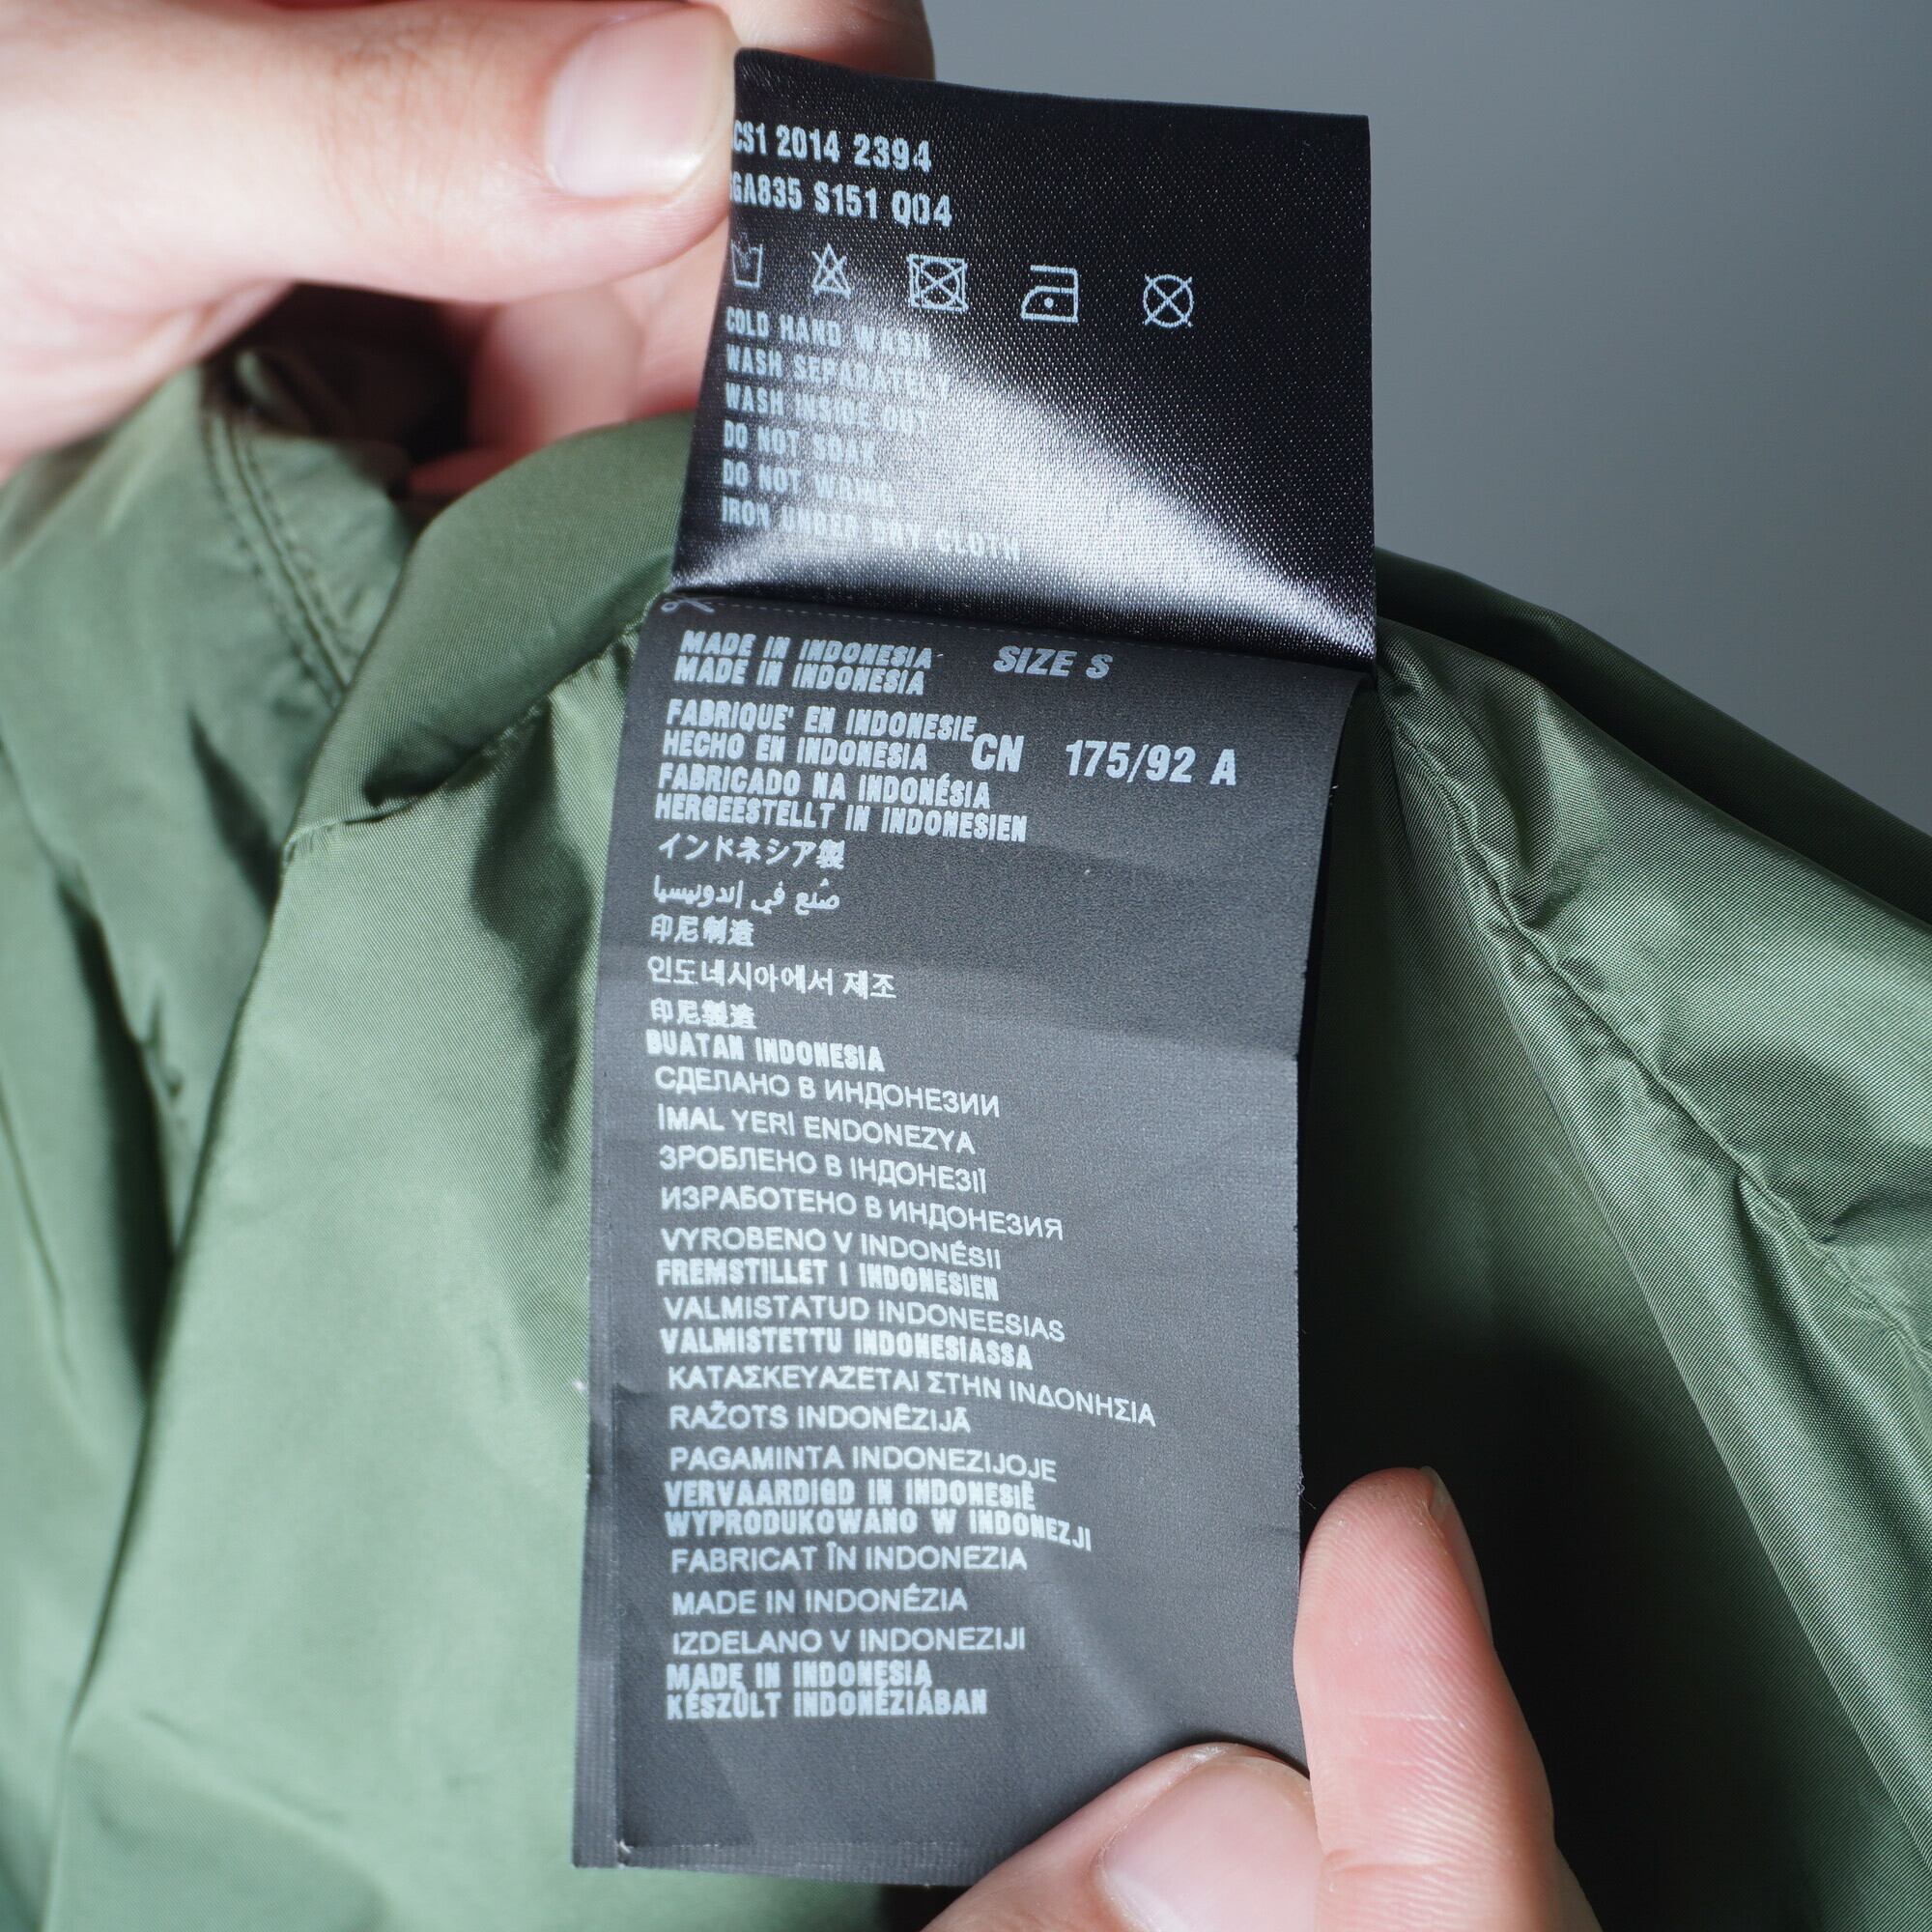 CS1 2014 2394
GA835 S151 Q04
COLD HAND WASH
WASH SEPARATELY
WASH INSIDE OUT
DO NOT SOAK
DO NOT WRING
IRON UNDER DRY CLOTH
MADE IN INDONESIA SIZE S
MADE IN INDONESIA
FABRIQUE' EN INDONESIE
HECHO EN INDONESIA CN 175/92 A
FABRICADO NA INDONÉSIA
HERGEESTELLT IN INDONESIEN
インドネシア製
صُنع في إندونيسيا
印尼制造
인도네시아에서 제조
印尼製造
BUATAN INDONESIA
СДЕЛАНО В ИНДОНЕЗИИ
İMAL YERİ ENDONEZYA
ЗРОБЛЕНО В ІНДОНЕЗІЇ
ИЗРАБОТЕНО В ИНДОНЕЗИЯ
VYROBENO V INDONÉSII
FREMSTILLET I INDONESIEN
VALMISTATUD INDONEESIAS
VALMISTETTU INDONESIASSA
ΚΑΤΑΣΚΕΥΑΖΕΤΑΙ ΣΤΗΝ ΙΝΔΟΝΗΣΙΑ
RAŽOTS INDONĒZIJĀ
PAGAMINTA INDONEZIJOJE
VERVAARDIGD IN INDONESIË
WYPRODUKOWANO W INDONEZJI
FABRICAT ÎN INDONEZIA
MADE IN INDONÉZIA
IZDELANO V INDONEZIJI
MADE IN INDONESIA
KÉSZÜLT INDONÉZIÁBAN